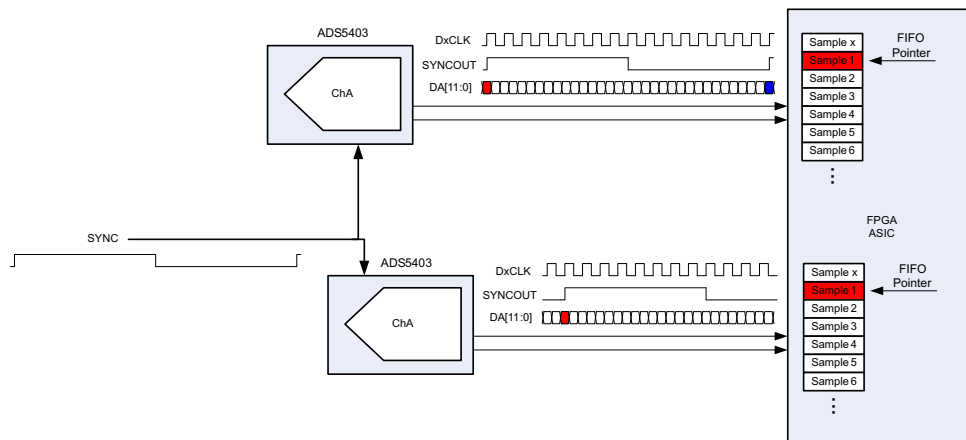 ADS5403
DxCLK
SYNCOUT
DA[11:0]
ChA
Sample x
Sample 1
Sample 2
Sample 3
Sample 4
Sample 5
Sample 6
FIFO
Pointer
SYNC
FPGA
ASIC
ADS5403
DxCLK
SYNCOUT
DA[11:0]
ChA
Sample x
Sample 1
Sample 2
Sample 3
Sample 4
Sample 5
Sample 6
FIFO
Pointer